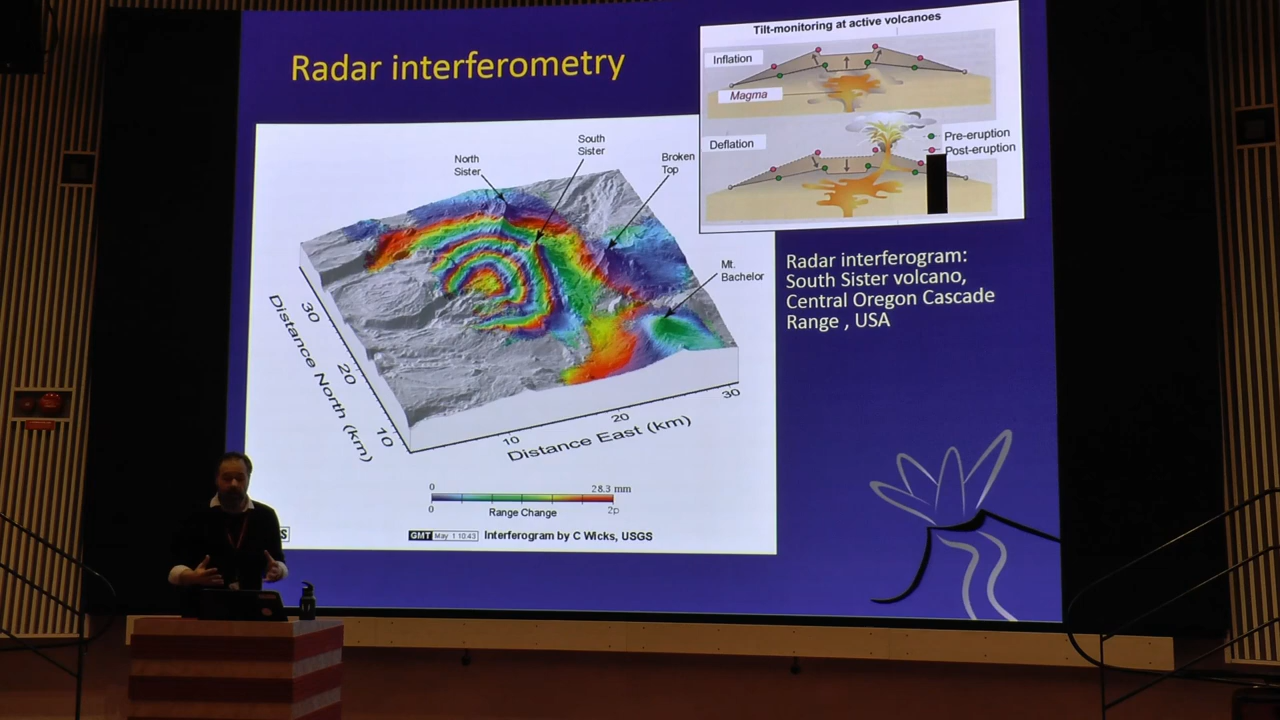 Radar interferometry
Tilt-monitoring at active volcanoes
Inflation
Magma
Deflation
Pre-eruption
Post-eruption
North
Sister
South
Sister
Broken
Top
Mt.
Bachelor
30
20
10
Distance North (km)
10
20
30
Distance East (km)
0
28.3 mm
0
2p
Range Change
GMT May 1 10:43
Interferogram by C Wicks, USGS
S
Radar interferogram:
South Sister volcano,
Central Oregon Cascade
Range , USA